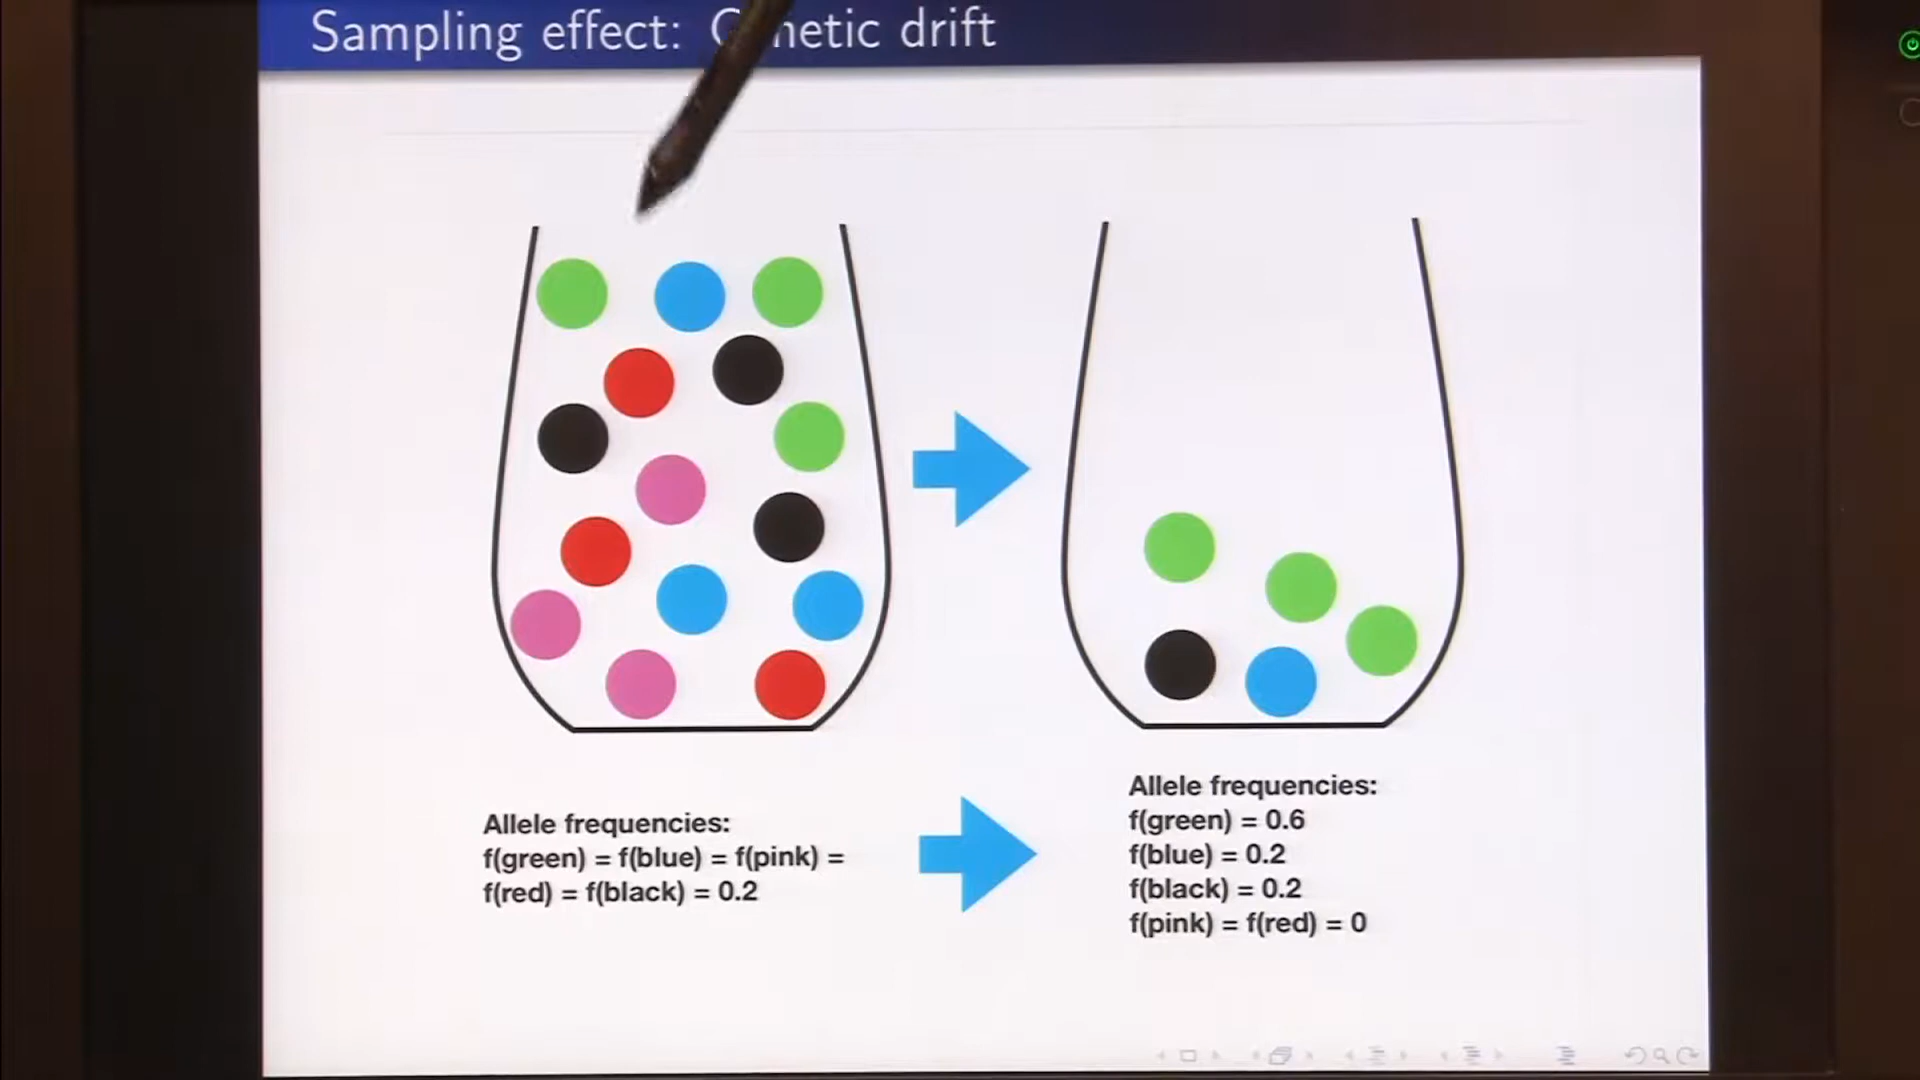 Sampling effect: drift
Allele frequencies:
f(green) = f(blue) = f(pink) =
f(red) = f(black) = 0.2
Allele frequencies:
f(green) = 0.6
f(blue) = 0.2
f(black) = 0.2
f(pink) = f(red) = 0